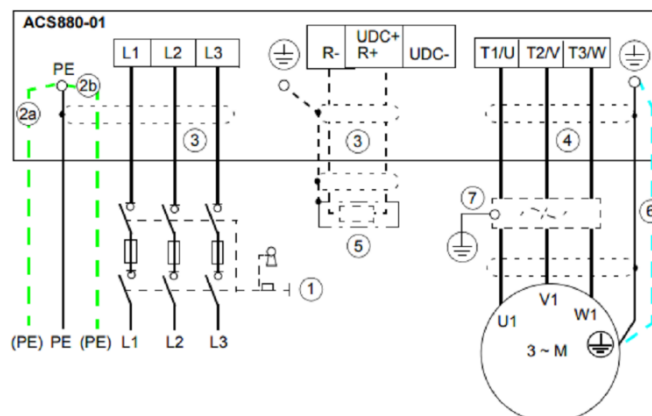 ACS880-01
PE
L1 L2 L3
R- UDC+ R+ UDC-
T1/U T2/V T3/W
2a 2b
3
3
4
5
6
7
1
(PE) PE (PE) L1 L2 L3
U1 V1 W1
3 ~ M